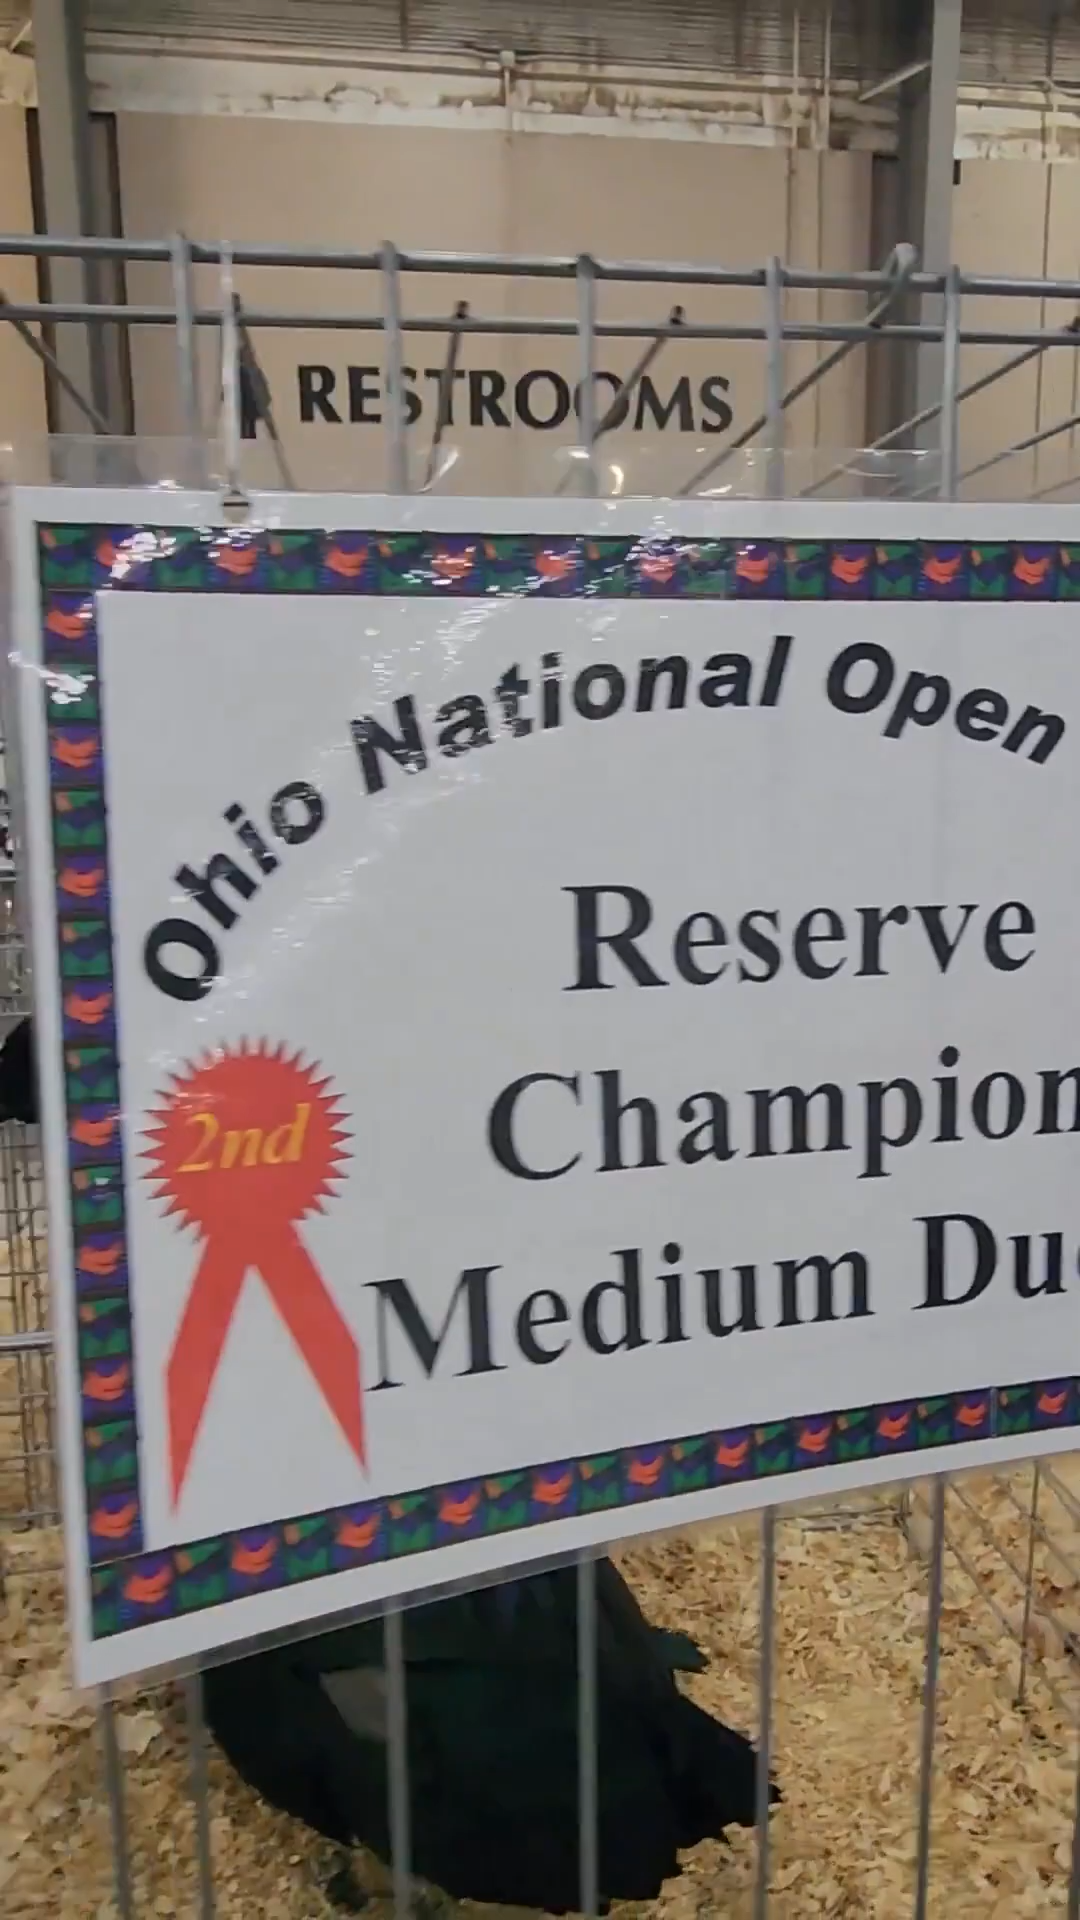 RESTROOMS
Ohio National Open
Reserve
Champion
2nd
Medium